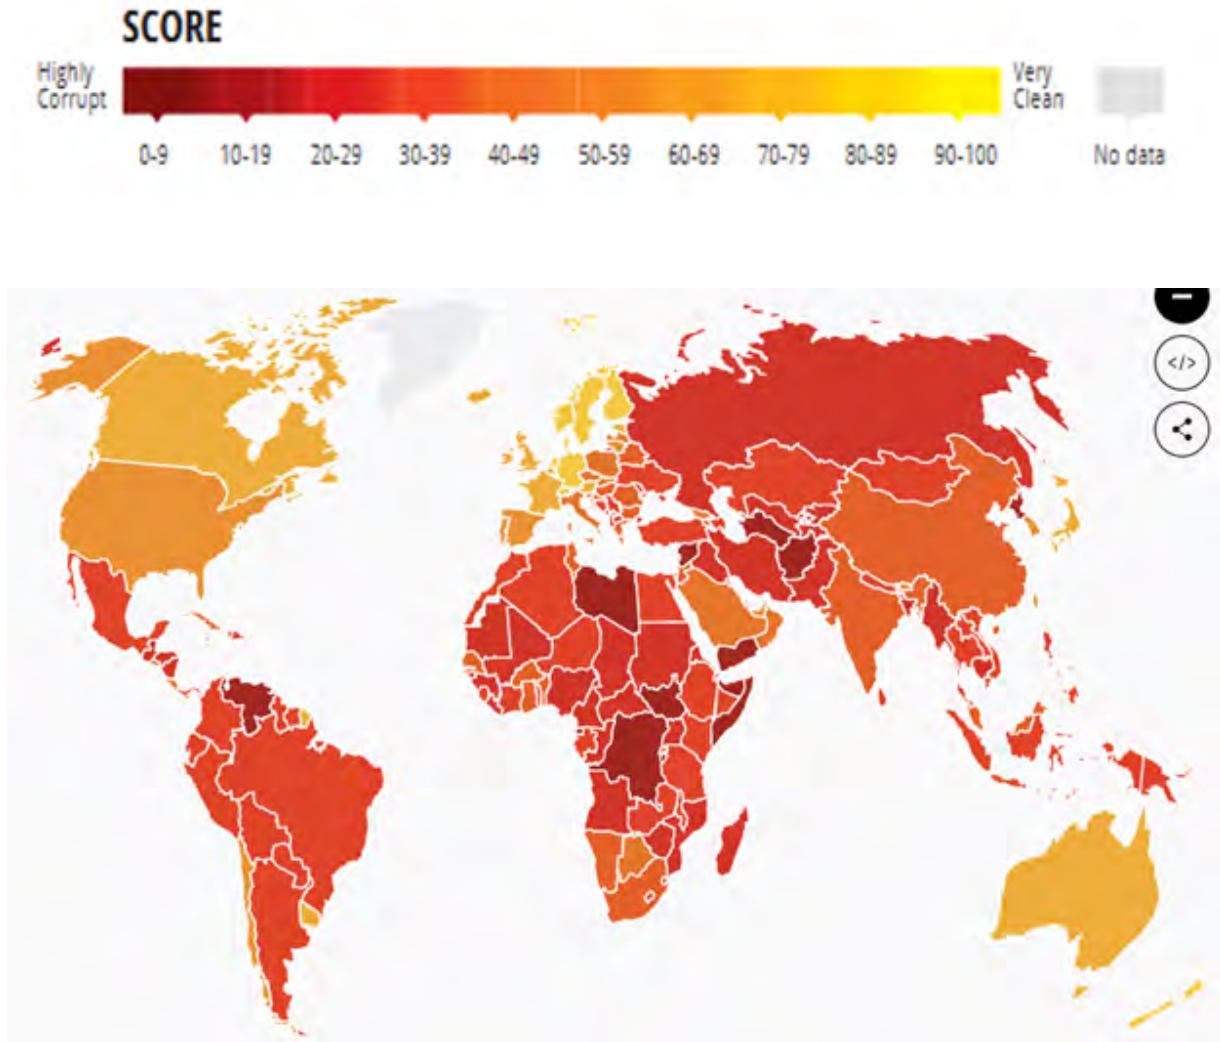 SCORE
Highly
Corrupt
Very
Clean
0-9
10-19
20-29
30-39
40-49
50-59
60-69
70-79
80-89
90-100
No data
</>